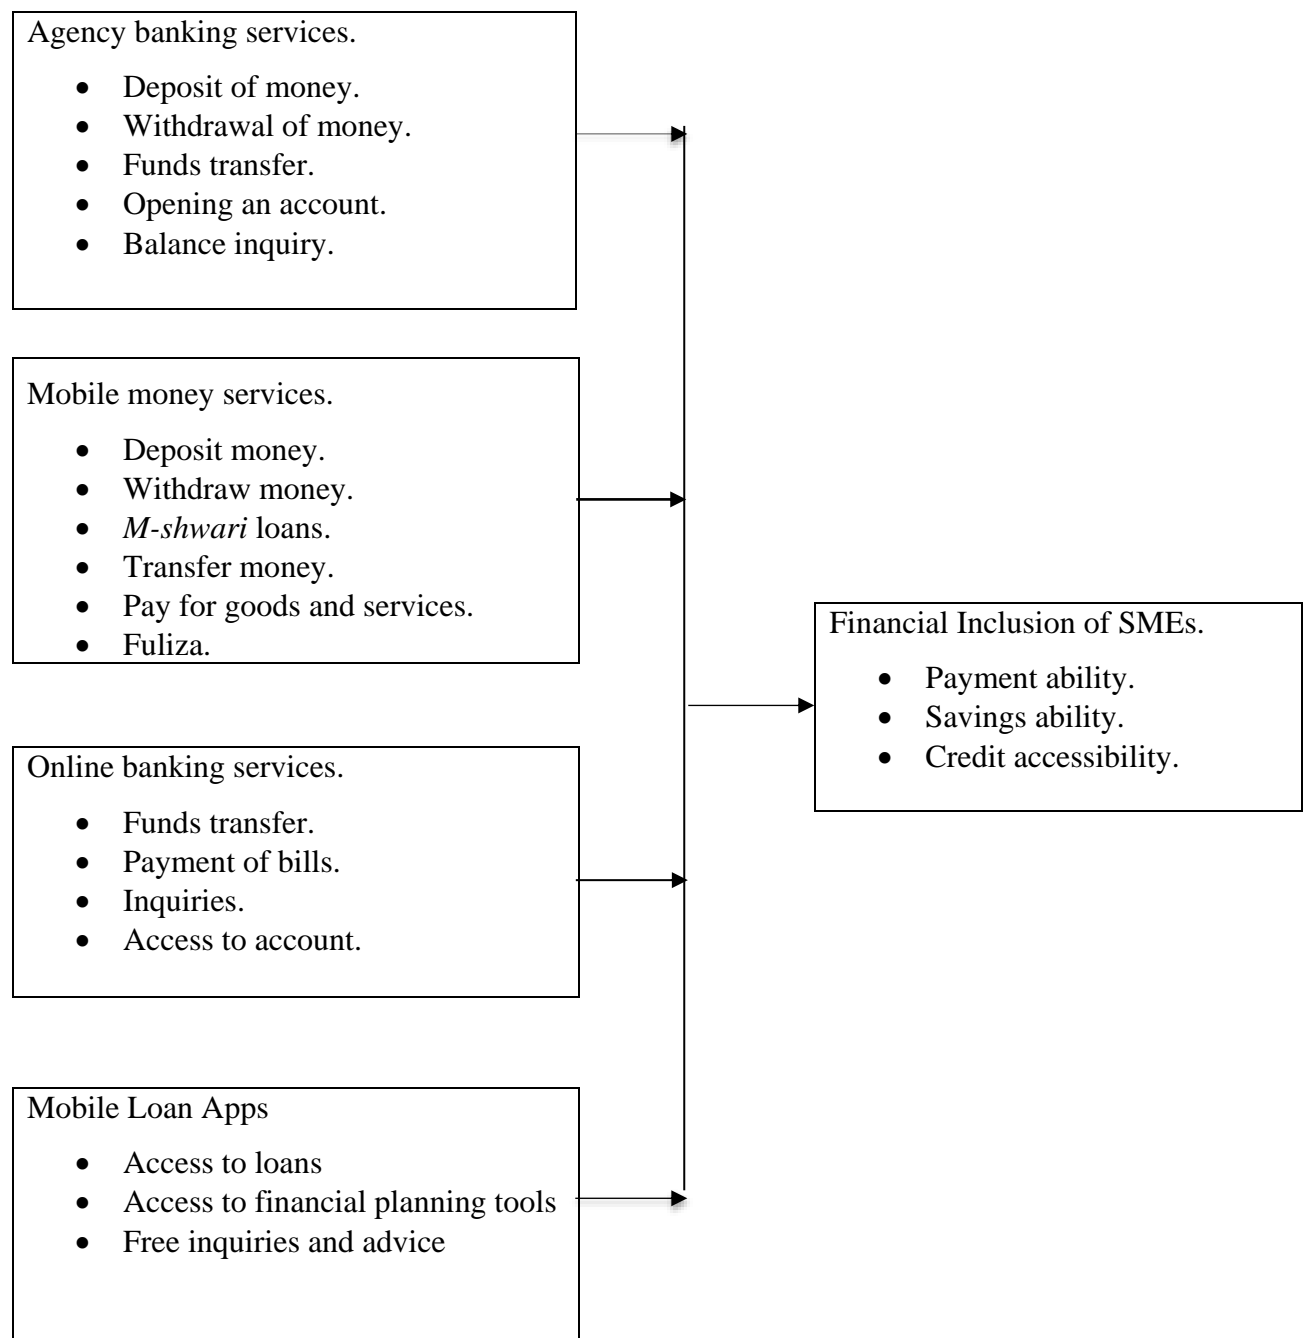 Agency banking services.
• Deposit of money.
• Withdrawal of money.
• Funds transfer.
• Opening an account.
• Balance inquiry.
Mobile money services.
• Deposit money.
• Withdraw money.
• M-shwari loans.
• Transfer money.
• Pay for goods and services.
• Fuliza.
Online banking services.
• Funds transfer.
• Payment of bills.
• Inquiries.
• Access to account.
Mobile Loan Apps
• Access to loans
• Access to financial planning tools
• Free inquiries and advice
Financial Inclusion of SMEs.
• Payment ability.
• Savings ability.
• Credit accessibility.